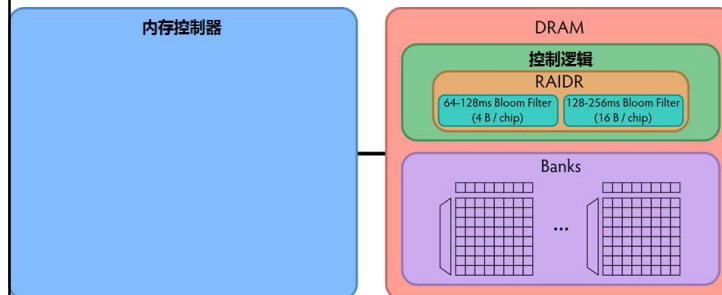 内存控制器
DRAM
控制逻辑
RAIDR
64-128ms Bloom Filter
(4 B / chip)
128-256ms Bloom Filter
(16 B / chip)
Banks
...